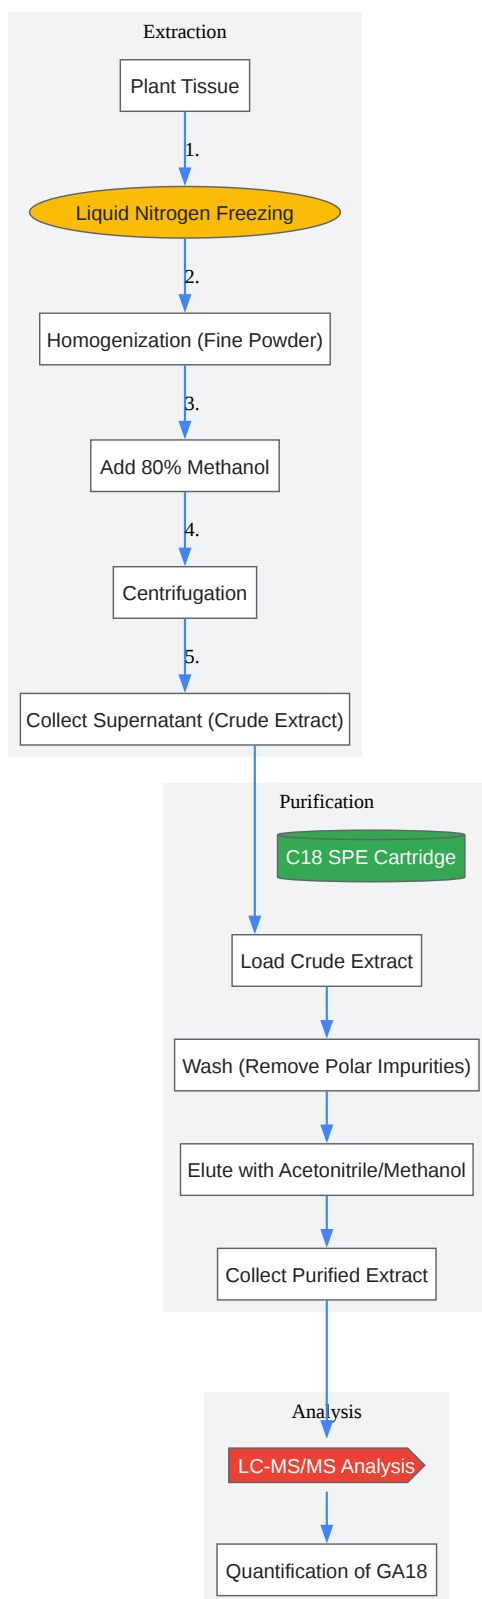 Extraction
Plant Tissue
1.
Liquid Nitrogen Freezing
2.
Homogenization (Fine Powder)
3.
Add 80% Methanol
4.
Centrifugation
5.
Collect Supernatant (Crude Extract)
Purification
C18 SPE Cartridge
Load Crude Extract
Wash (Remove Polar Impurities)
Elute with Acetonitrile/Methanol
Collect Purified Extract
Analysis
LC-MS/MS Analysis
Quantification of GA18